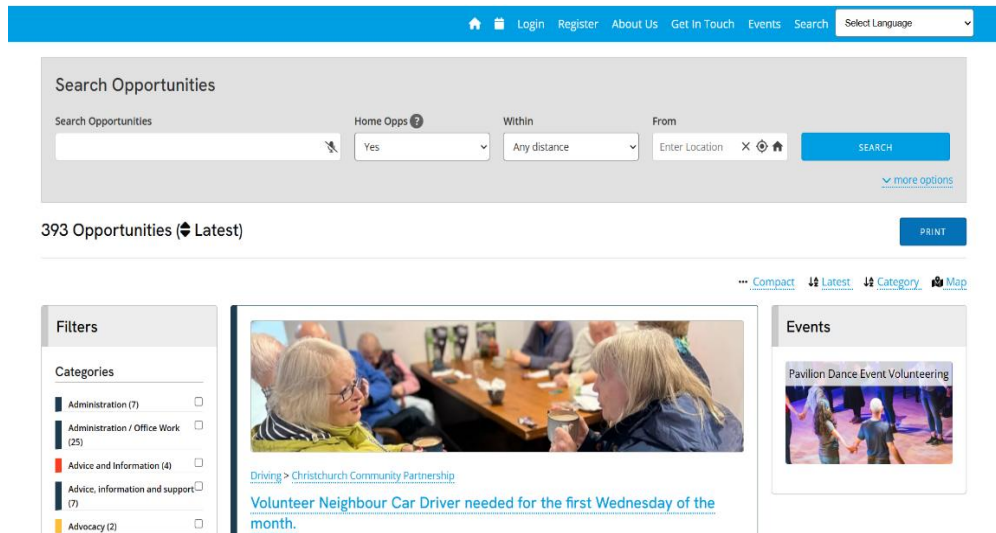 Login Register About Us Get In Touch Events Search Select Language
Search Opportunities
Search Opportunities Home Opps ? Within From
Yes Any distance Enter Location SEARCH
more options
393 Opportunities (Latest)
PRINT
Compact Latest Category Map
Filters
Categories
Administration (7)
Administration / Office Work
(25)
Advice and Information (4)
Advice, information and support
(7)
Advocacy (2)
Driving > Christchurch Community Partnership
Volunteer Neighbour Car Driver needed for the first Wednesday of the
month.
Events
Pavilion Dance Event Volunteering